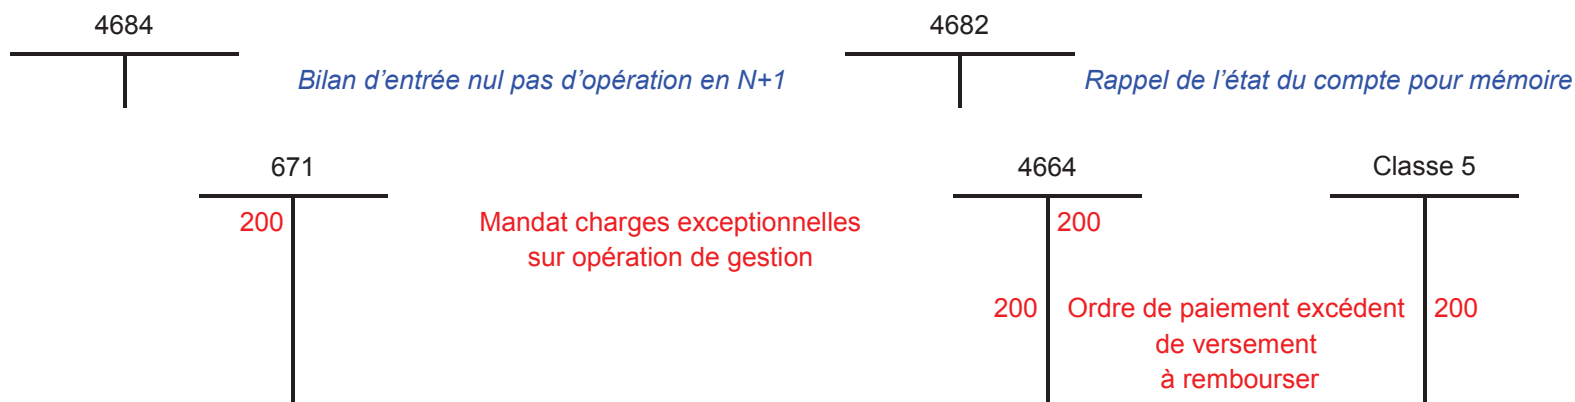 4684
4682
Bilan d’entrée nul pas d’opération en N+1
Rappel de l’état du compte pour mémoire
671
4664
Classe 5
200
Mandat charges exceptionnelles
sur opération de gestion
200
200
Ordre de paiement excédent
de versement
à rembourser
200